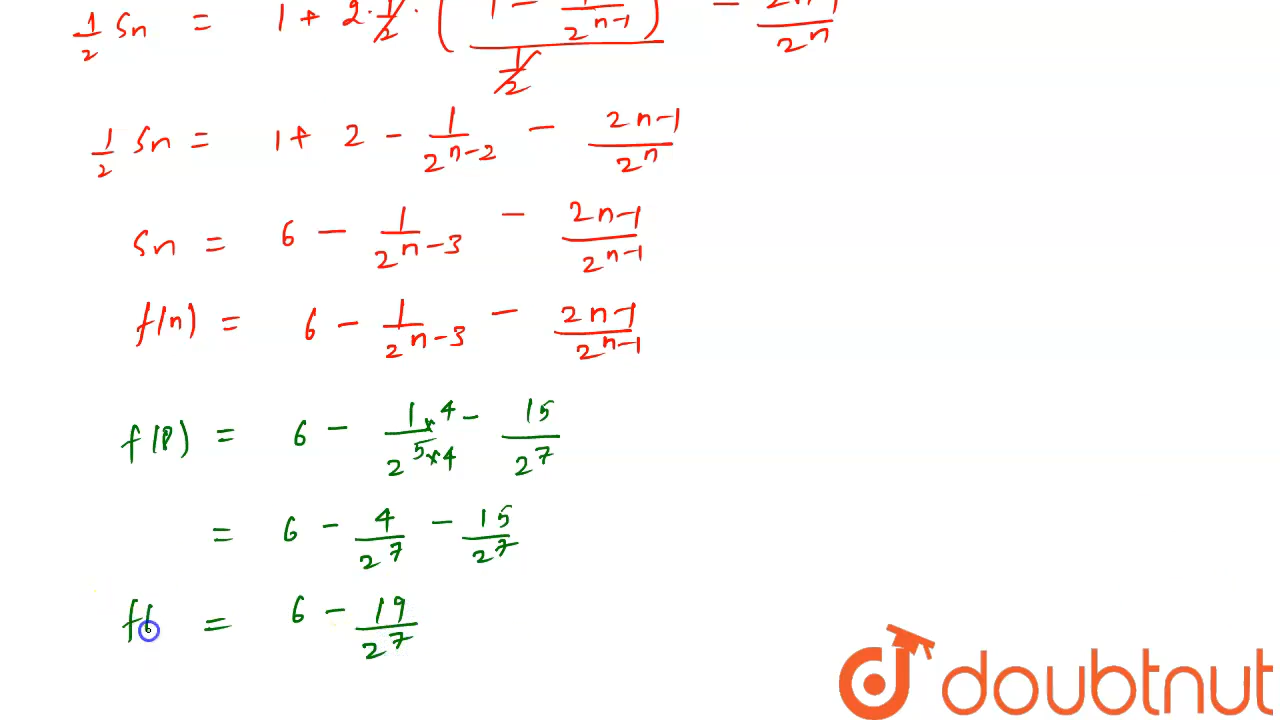 1/2 Sn = 1 + 2·1/2·(1 - 1/2^(n-1))/(1/2) - (2n-1)/2^n
1/2 Sn = 1 + 2 - 1/2^(n-2) - (2n-1)/2^n
Sn = 6 - 1/2^(n-3) - (2n-1)/2^(n-1)
f(n) = 6 - 1/2^(n-3) - (2n-1)/2^(n-1)
f(8) = 6 - (1×4)/(2^5×4) - 15/2^7
= 6 - 4/2^7 - 15/2^7
f( = 6 - 19/2^7
doubtnut